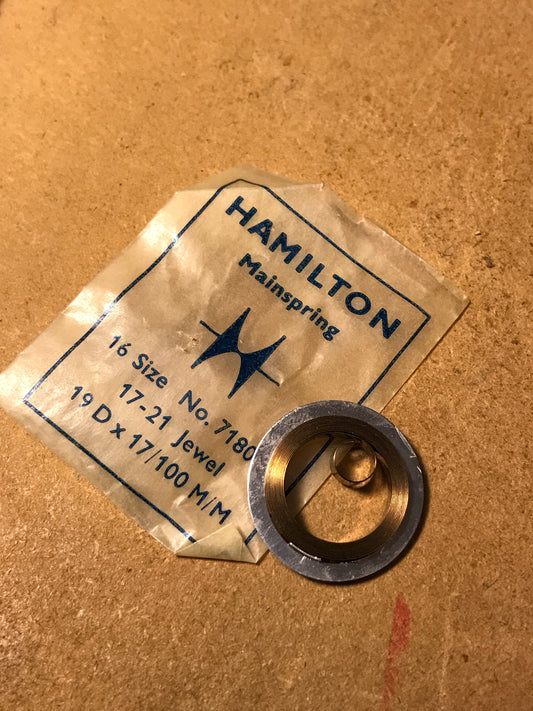 HAMILTON
Mainspring
16 Size No. 7180
17-21 Jewel
19 D x 17/100 M/M